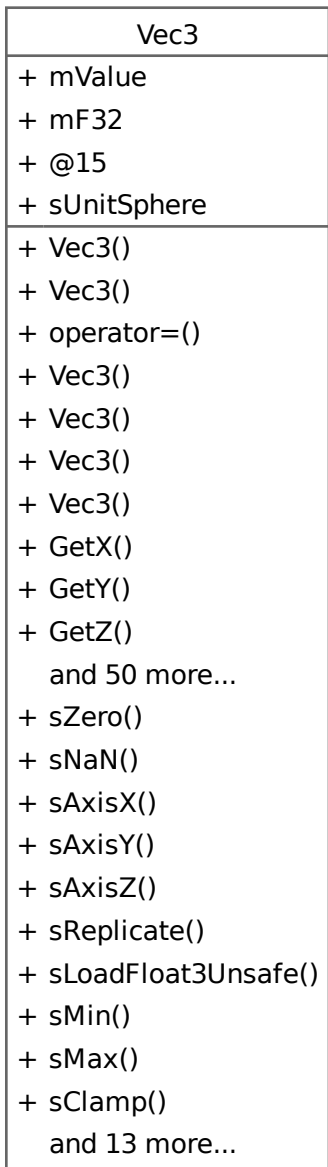 Vec3
+ mValue
+ mF32
+ @15
+ sUnitSphere
+ Vec3()
+ Vec3()
+ operator=()
+ Vec3()
+ Vec3()
+ Vec3()
+ Vec3()
+ GetX()
+ GetY()
+ GetZ()
and 50 more...
+ sZero()
+ sNaN()
+ sAxisX()
+ sAxisY()
+ sAxisZ()
+ sReplicate()
+ sLoadFloat3Unsafe()
+ sMin()
+ sMax()
+ sClamp()
and 13 more...